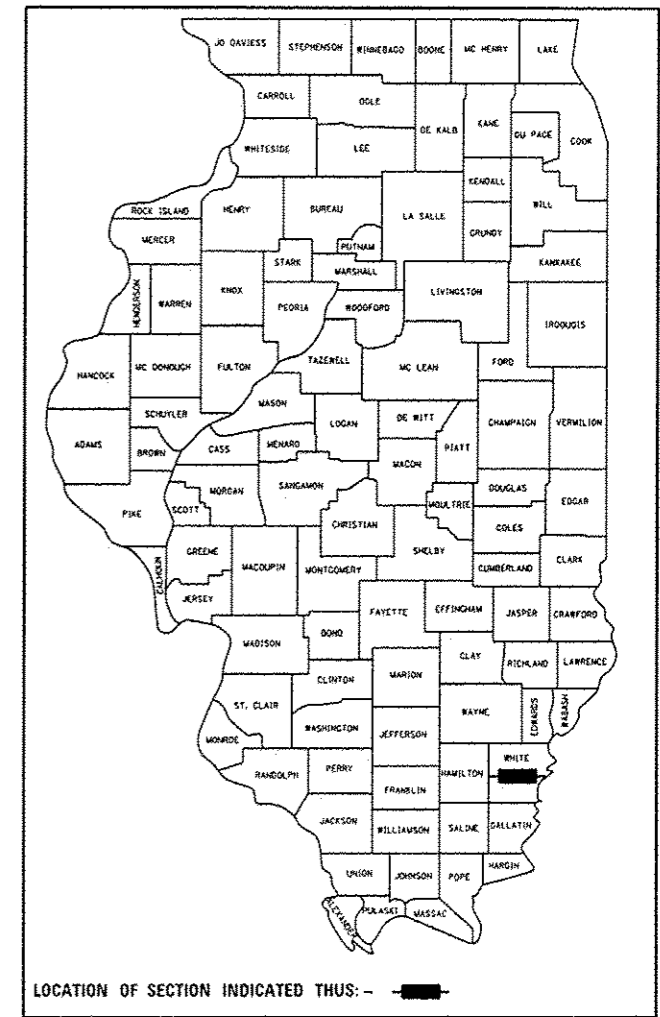 JO DAVIESS STEPHENSON WINNEBAGO BOONE MC HENRY LAKE
CARROLL OGLE DE KALB KANE DU PAGE COOK
WHITESIDE LEE
KENDALL WILL
ROCK ISLAND HENRY BUREAU LA SALLE GRUNDY
MERCER PUTNAM KANKAKEE
STARK MARSHALL
HENDERSON WARREN KNOX PEORIA WOODFORD LIVINGSTON IROQUOIS
HANCOCK MC DONOUGH FULTON TAZEWELL MC LEAN FORD
SCHUYLER MASON LOGAN DE WITT CHAMPAIGN VERMILION
ADAMS BROWN CASS MENARD MACON PIATT
PIKE SCOTT MORGAN SANGAMON CHRISTIAN MOULTRIE DOUGLAS EDGAR
COLES
CALHOUN GREENE MACOUPIN MONTGOMERY SHELBY CUMBERLAND CLARK
JERSEY FAYETTE EFFINGHAM JASPER CRAWFORD
MADISON BOND CLAY RICHLAND LAWRENCE
CLINTON MARION
ST. CLAIR WAYNE EDWARDS WABASH
MONROE WASHINGTON JEFFERSON
RANDOLPH PERRY HAMILTON WHITE
FRANKLIN
JACKSON WILLIAMSON SALINE GALLATIN
UNION JOHNSON POPE HARDIN
ALEXANDER PULASKI MASSAC
LOCATION OF SECTION INDICATED THUS: -